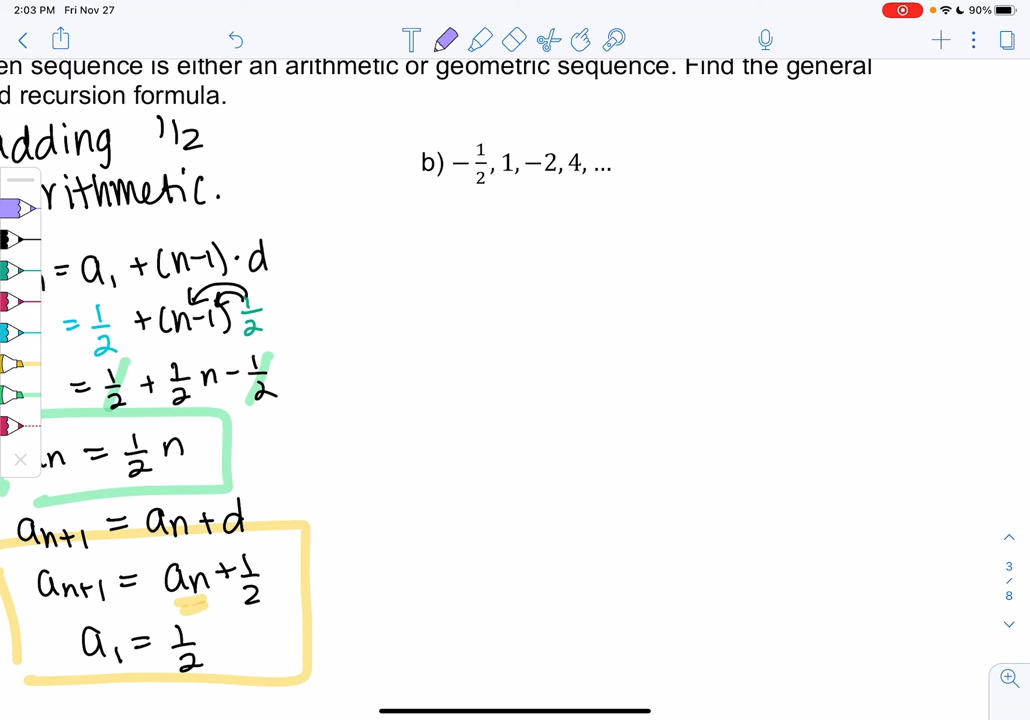 2:03 PM Fri Nov 27 90%
en sequence is either an arithmetic or geometric sequence. Find the general
d recursion formula.
adding 1/2
rithmetic.
b) −1/2, 1, −2, 4, ...
= a₁ + (n-1)·d
= 1/2 + (n-1) 1/2
= 1/2 + 1/2 n - 1/2
n = 1/2 n
aₙ₊₁ = aₙ + d
aₙ₊₁ = aₙ + 1/2
a₁ = 1/2
3
/
8